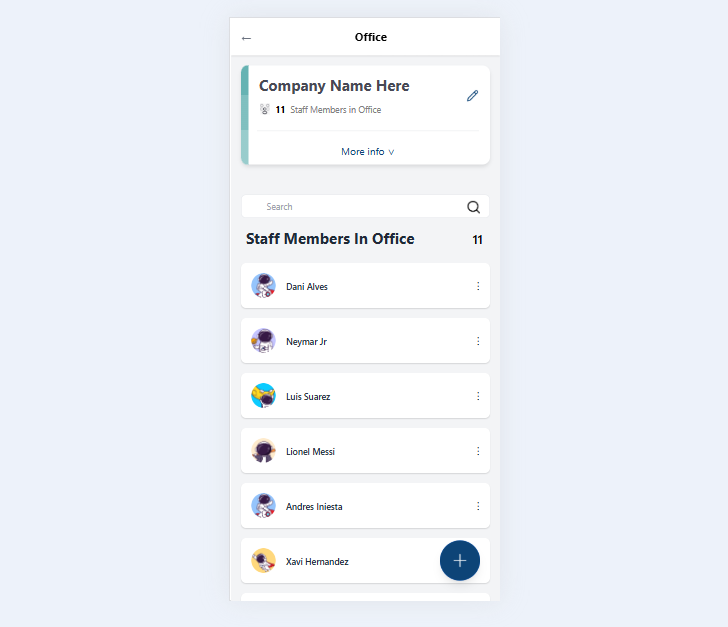 Office
Company Name Here
11 Staff Members in Office
More info
Search
Staff Members In Office 11
Dani Alves
Neymar Jr
Luis Suarez
Lionel Messi
Andres Iniesta
Xavi Hernandez